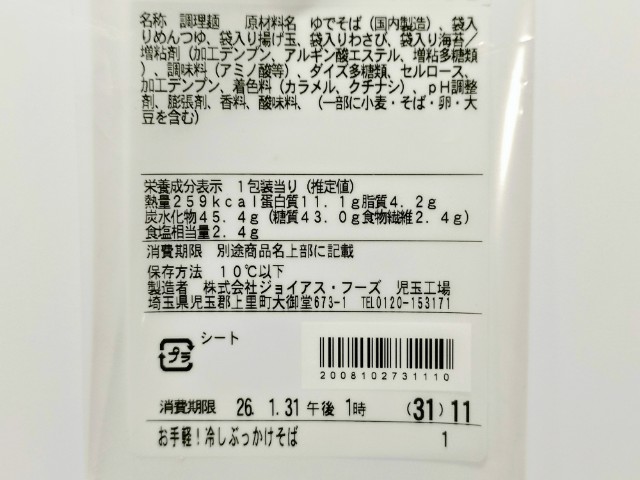 名称　調理麺　原材料名　ゆでそば（国内製造）、袋入
りめんつゆ、袋入り揚げ玉、袋入りわさび、袋入り海苔／
増粘剤（加工デンプン、アルギン酸エステル、増粘多糖類
）、調味料（アミノ酸等）、ダイズ多糖類、セルロース、
加工デンプン、着色料（カラメル、クチナシ）、ｐＨ調整
剤、膨張剤、香料、酸味料、（一部に小麦・そば・卵・大
豆を含む）
栄養成分表示　１包装当り（推定値）
熱量２５９ｋｃａｌ蛋白質１１．１ｇ脂質４．２ｇ
炭水化物４５．４ｇ（糖質４３．０ｇ食物繊維２．４ｇ）
食塩相当量２．４ｇ
消費期限　別途商品名上部に記載
保存方法　１０℃以下
製造者　株式会社ジョイアス・フーズ　児玉工場
埼玉県児玉郡上里町大御堂673-1　TEL0120-153171
プラ
シート
2008102731110
消費期限　26. 1.31 午後 1時　(31) 11
お手軽！冷しぶっかけそば　1